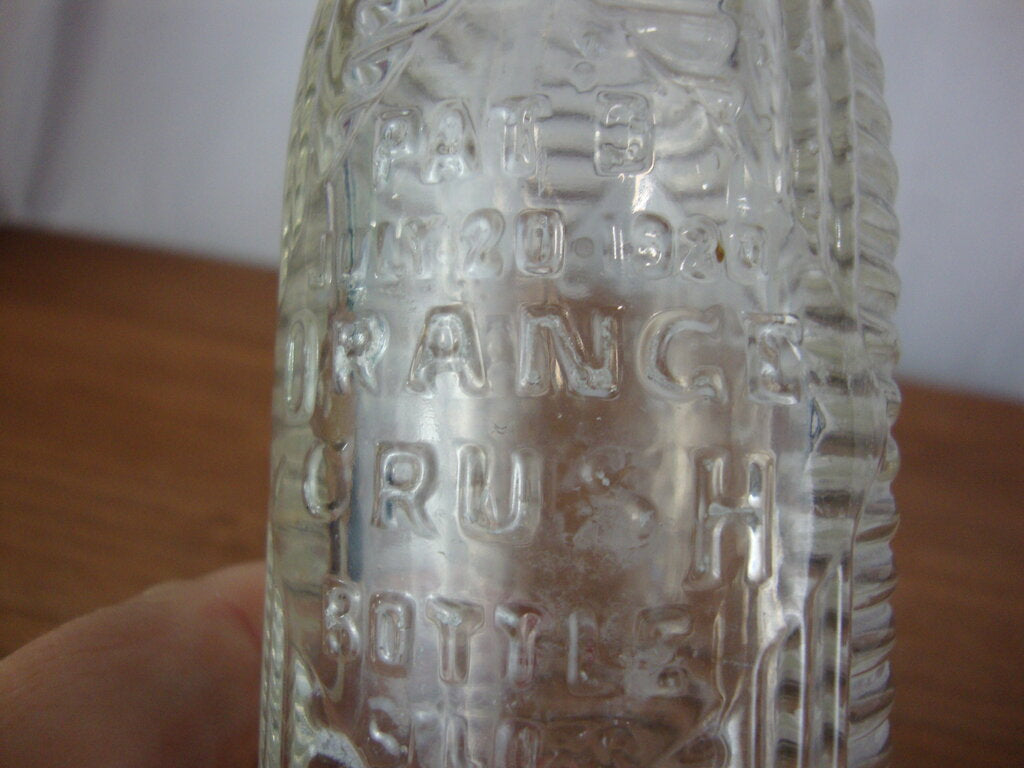 PAT'D
JULY 20 1920
ORANGE
CRUSH
BOTTLE